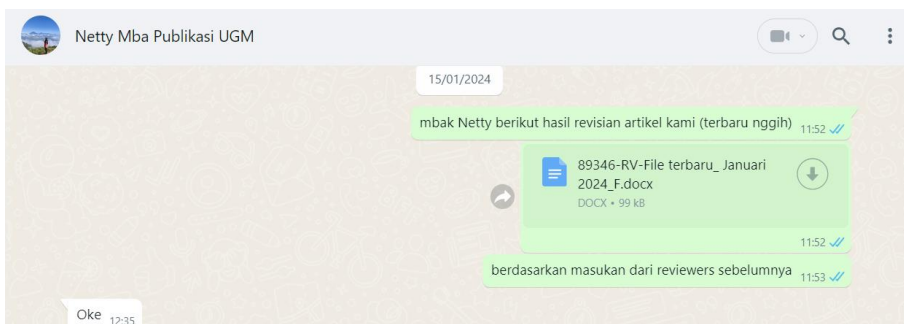 Netty Mba Publikasi UGM
15/01/2024
mbak Netty berikut hasil revisian artikel kami (terbaru nggih) 11:52
89346-RV-File terbaru_ Januari
2024_F.docx
DOCX • 99 kB
11:52
berdasarkan masukan dari reviewers sebelumnya 11:53
Oke 12:35